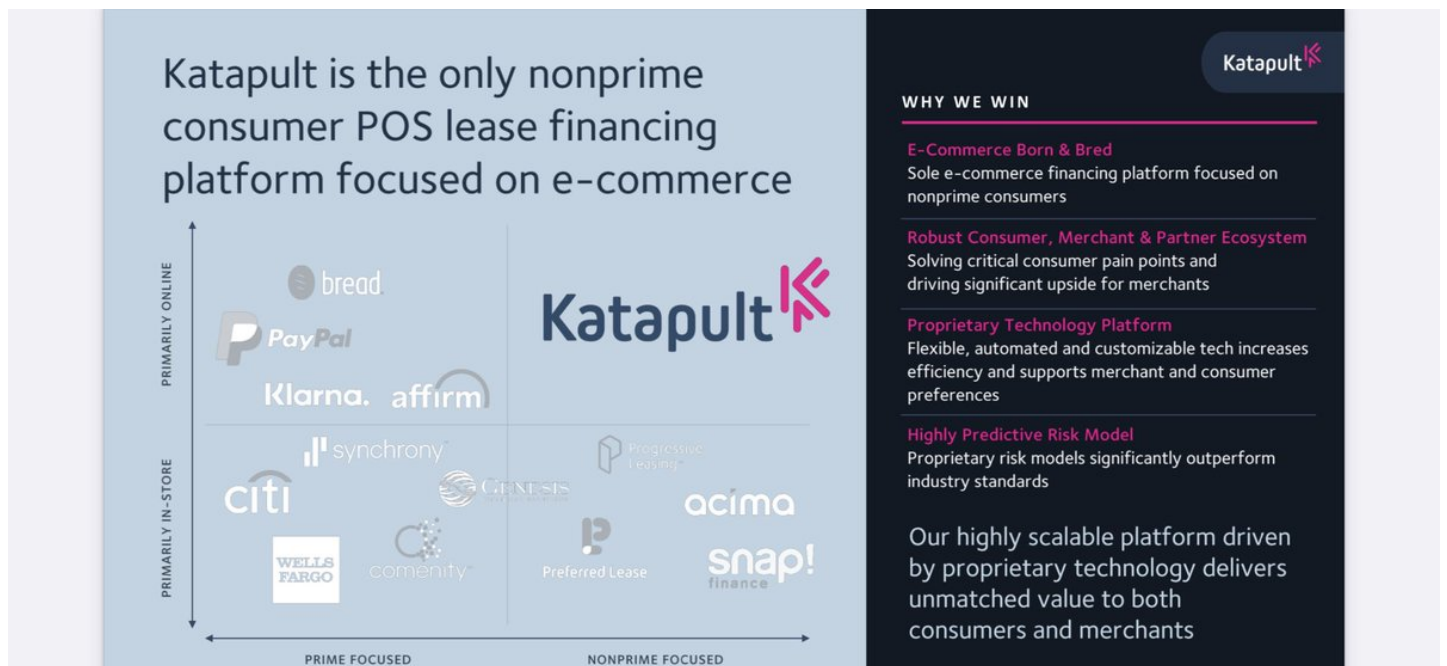 Katapult is the only nonprime
consumer POS lease financing
platform focused on e-commerce
PRIMARILY ONLINE
bread
PayPal
Klarna. affirm
Katapult
PRIMARILY IN-STORE
synchrony
citi
GENESIS
WELLS
FARGO
comenity
Progressive
Leasing
acima
Preferred Lease
snap!
finance
PRIME FOCUSED
NONPRIME FOCUSED
Katapult
WHY WE WIN
E-Commerce Born & Bred
Sole e-commerce financing platform focused on
nonprime consumers
Robust Consumer, Merchant & Partner Ecosystem
Solving critical consumer pain points and
driving significant upside for merchants
Proprietary Technology Platform
Flexible, automated and customizable tech increases
efficiency and supports merchant and consumer
preferences
Highly Predictive Risk Model
Proprietary risk models significantly outperform
industry standards
Our highly scalable platform driven
by proprietary technology delivers
unmatched value to both
consumers and merchants